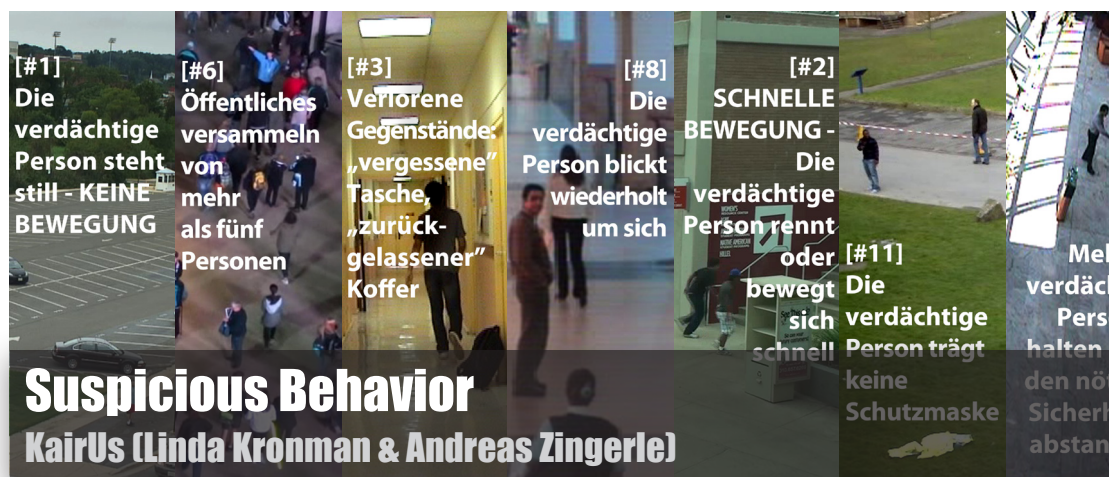 [#1]
Die
verdächtige
Person steht
still - KEINE
BEWEGUNG
[#6]
Öffentliches
versammeln
von
mehr
als fünf
Personen
[#3]
Verlorene
Gegenstände:
„vergessene”
Tasche,
„zurück-
gelassener”
Koffer
[#8]
Die
verdächtige
Person blickt
wiederholt
um sich
[#2]
SCHNELLE
BEWEGUNG -
Die
verdächtige
Person rennt
oder
bewegt
sich
schnell
[#11]
Die
verdächtige
Person trägt
keine
Schutzmaske
halten
den
Suspicious Behavior
KairUs (Linda Kronman & Andreas Zingerle)